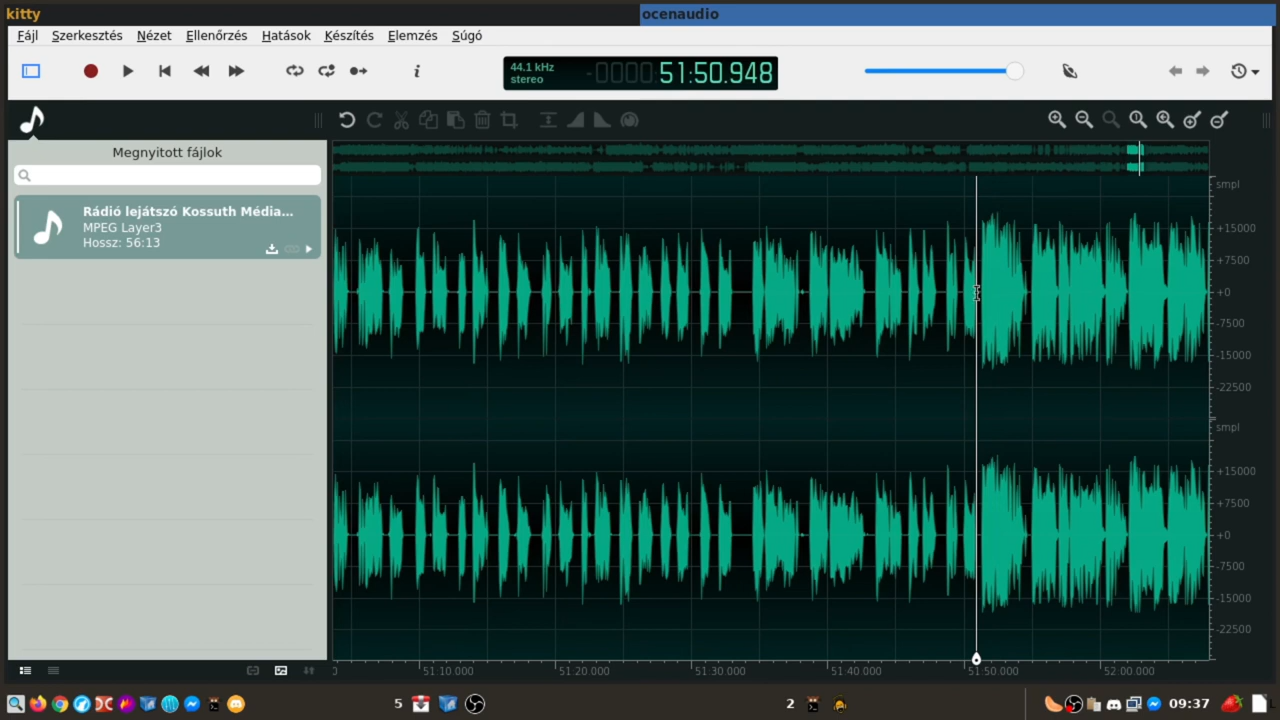 kitty
ocenaudio
Fájl Szerkesztés Nézet Ellenőrzés Hatások Készítés Elemzés Súgó
44.1 kHz
stereo
-0000:51:50.948
Megnyitott fájlok
Rádió lejátszó Kossuth Média...
MPEG Layer3
Hossz: 56:13
smpl
+15000
+7500
+0
-7500
-15000
-22500
smpl
+15000
+7500
+0
-7500
-15000
-22500
0 51:10.000 51:20.000 51:30.000 51:40.000 51:50.000 52:00.000
5 2 09:37